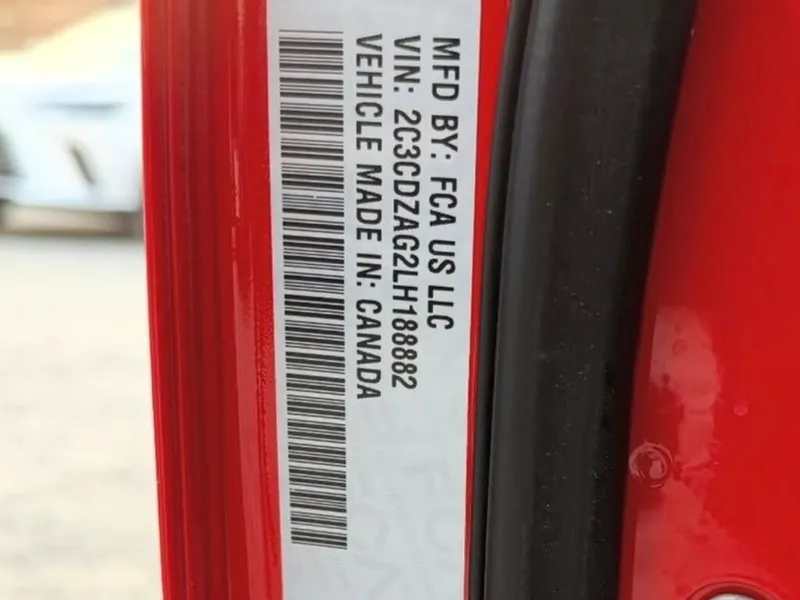 MFD BY: FCA US LLC
VIN: 2C3CDZAG2LH188882
VEHICLE MADE IN: CANADA